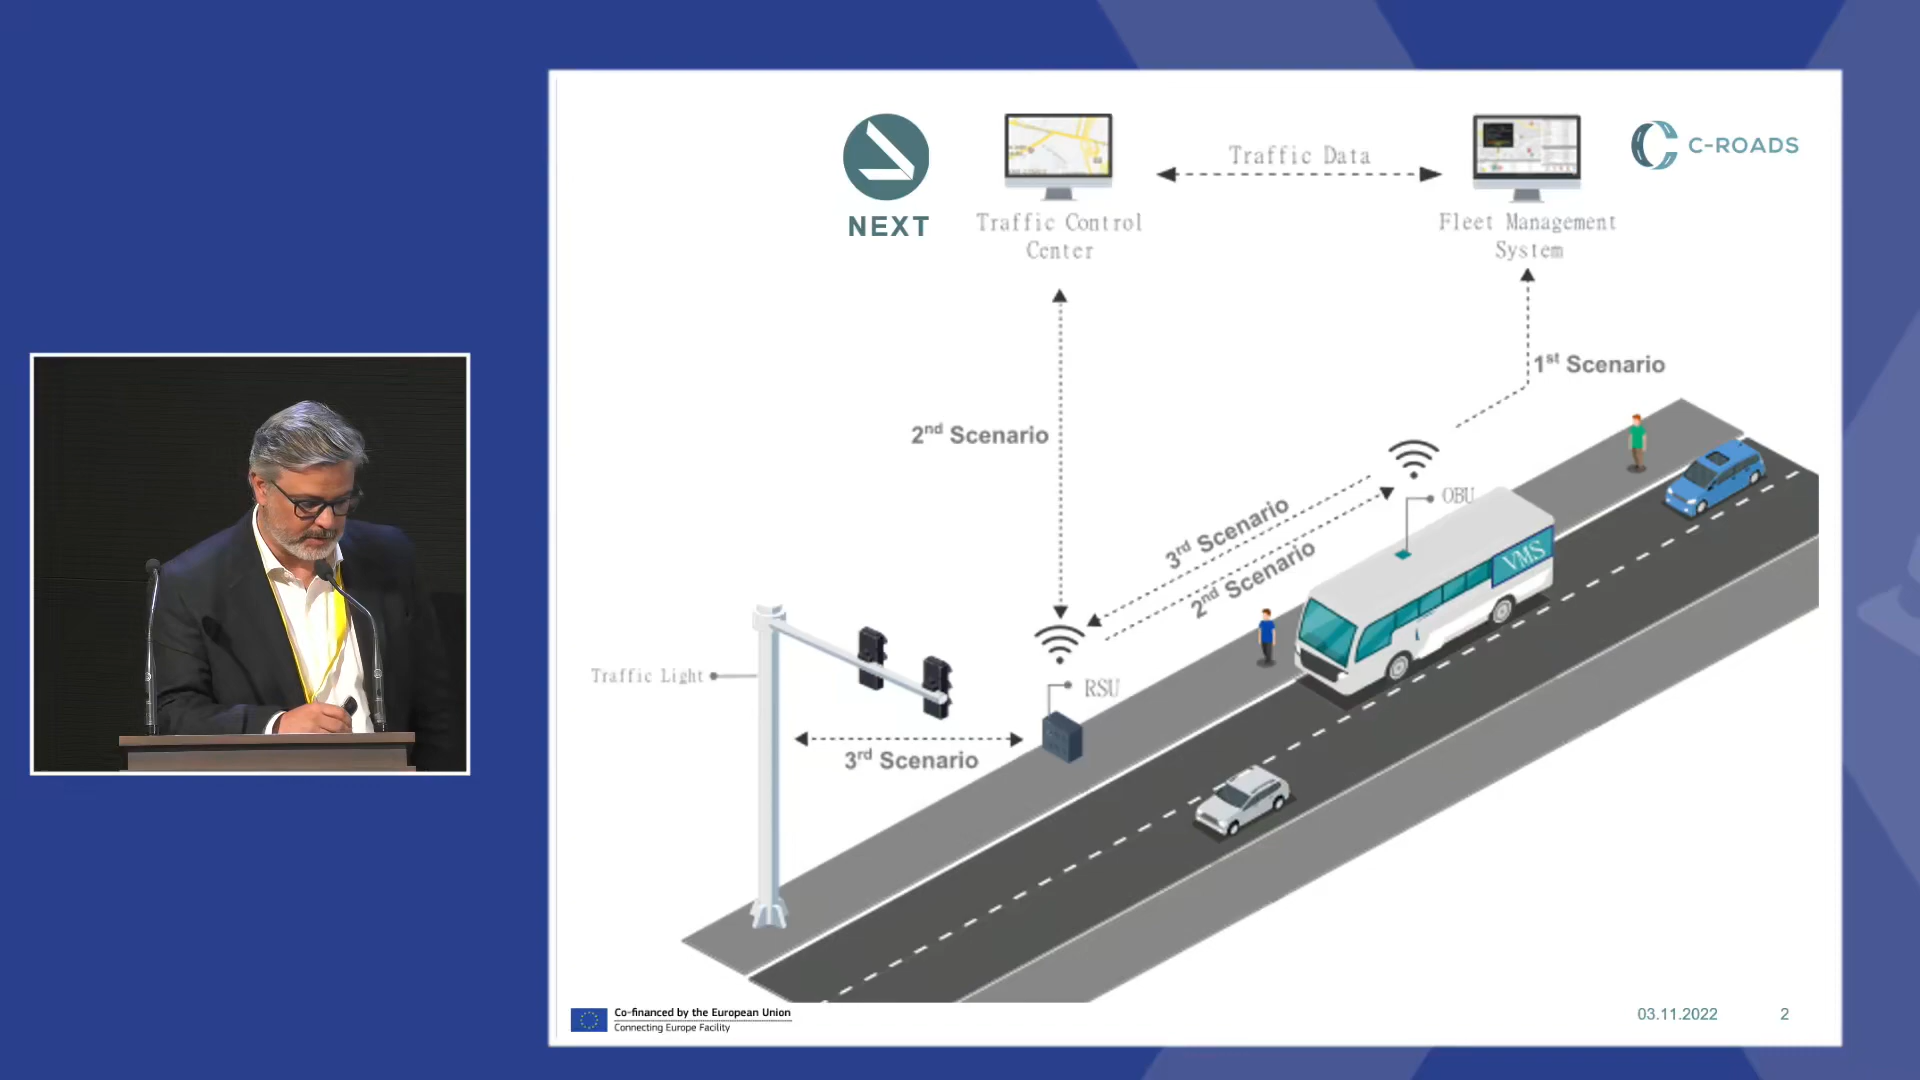 NEXT
Traffic Control
Center
Traffic Data
Fleet Management
System
C-ROADS
1st Scenario
2nd Scenario
3rd Scenario
2nd Scenario
OBU
VMS
Traffic Light
RSU
3rd Scenario
Co-financed by the European Union
Connecting Europe Facility
03.11.2022
2